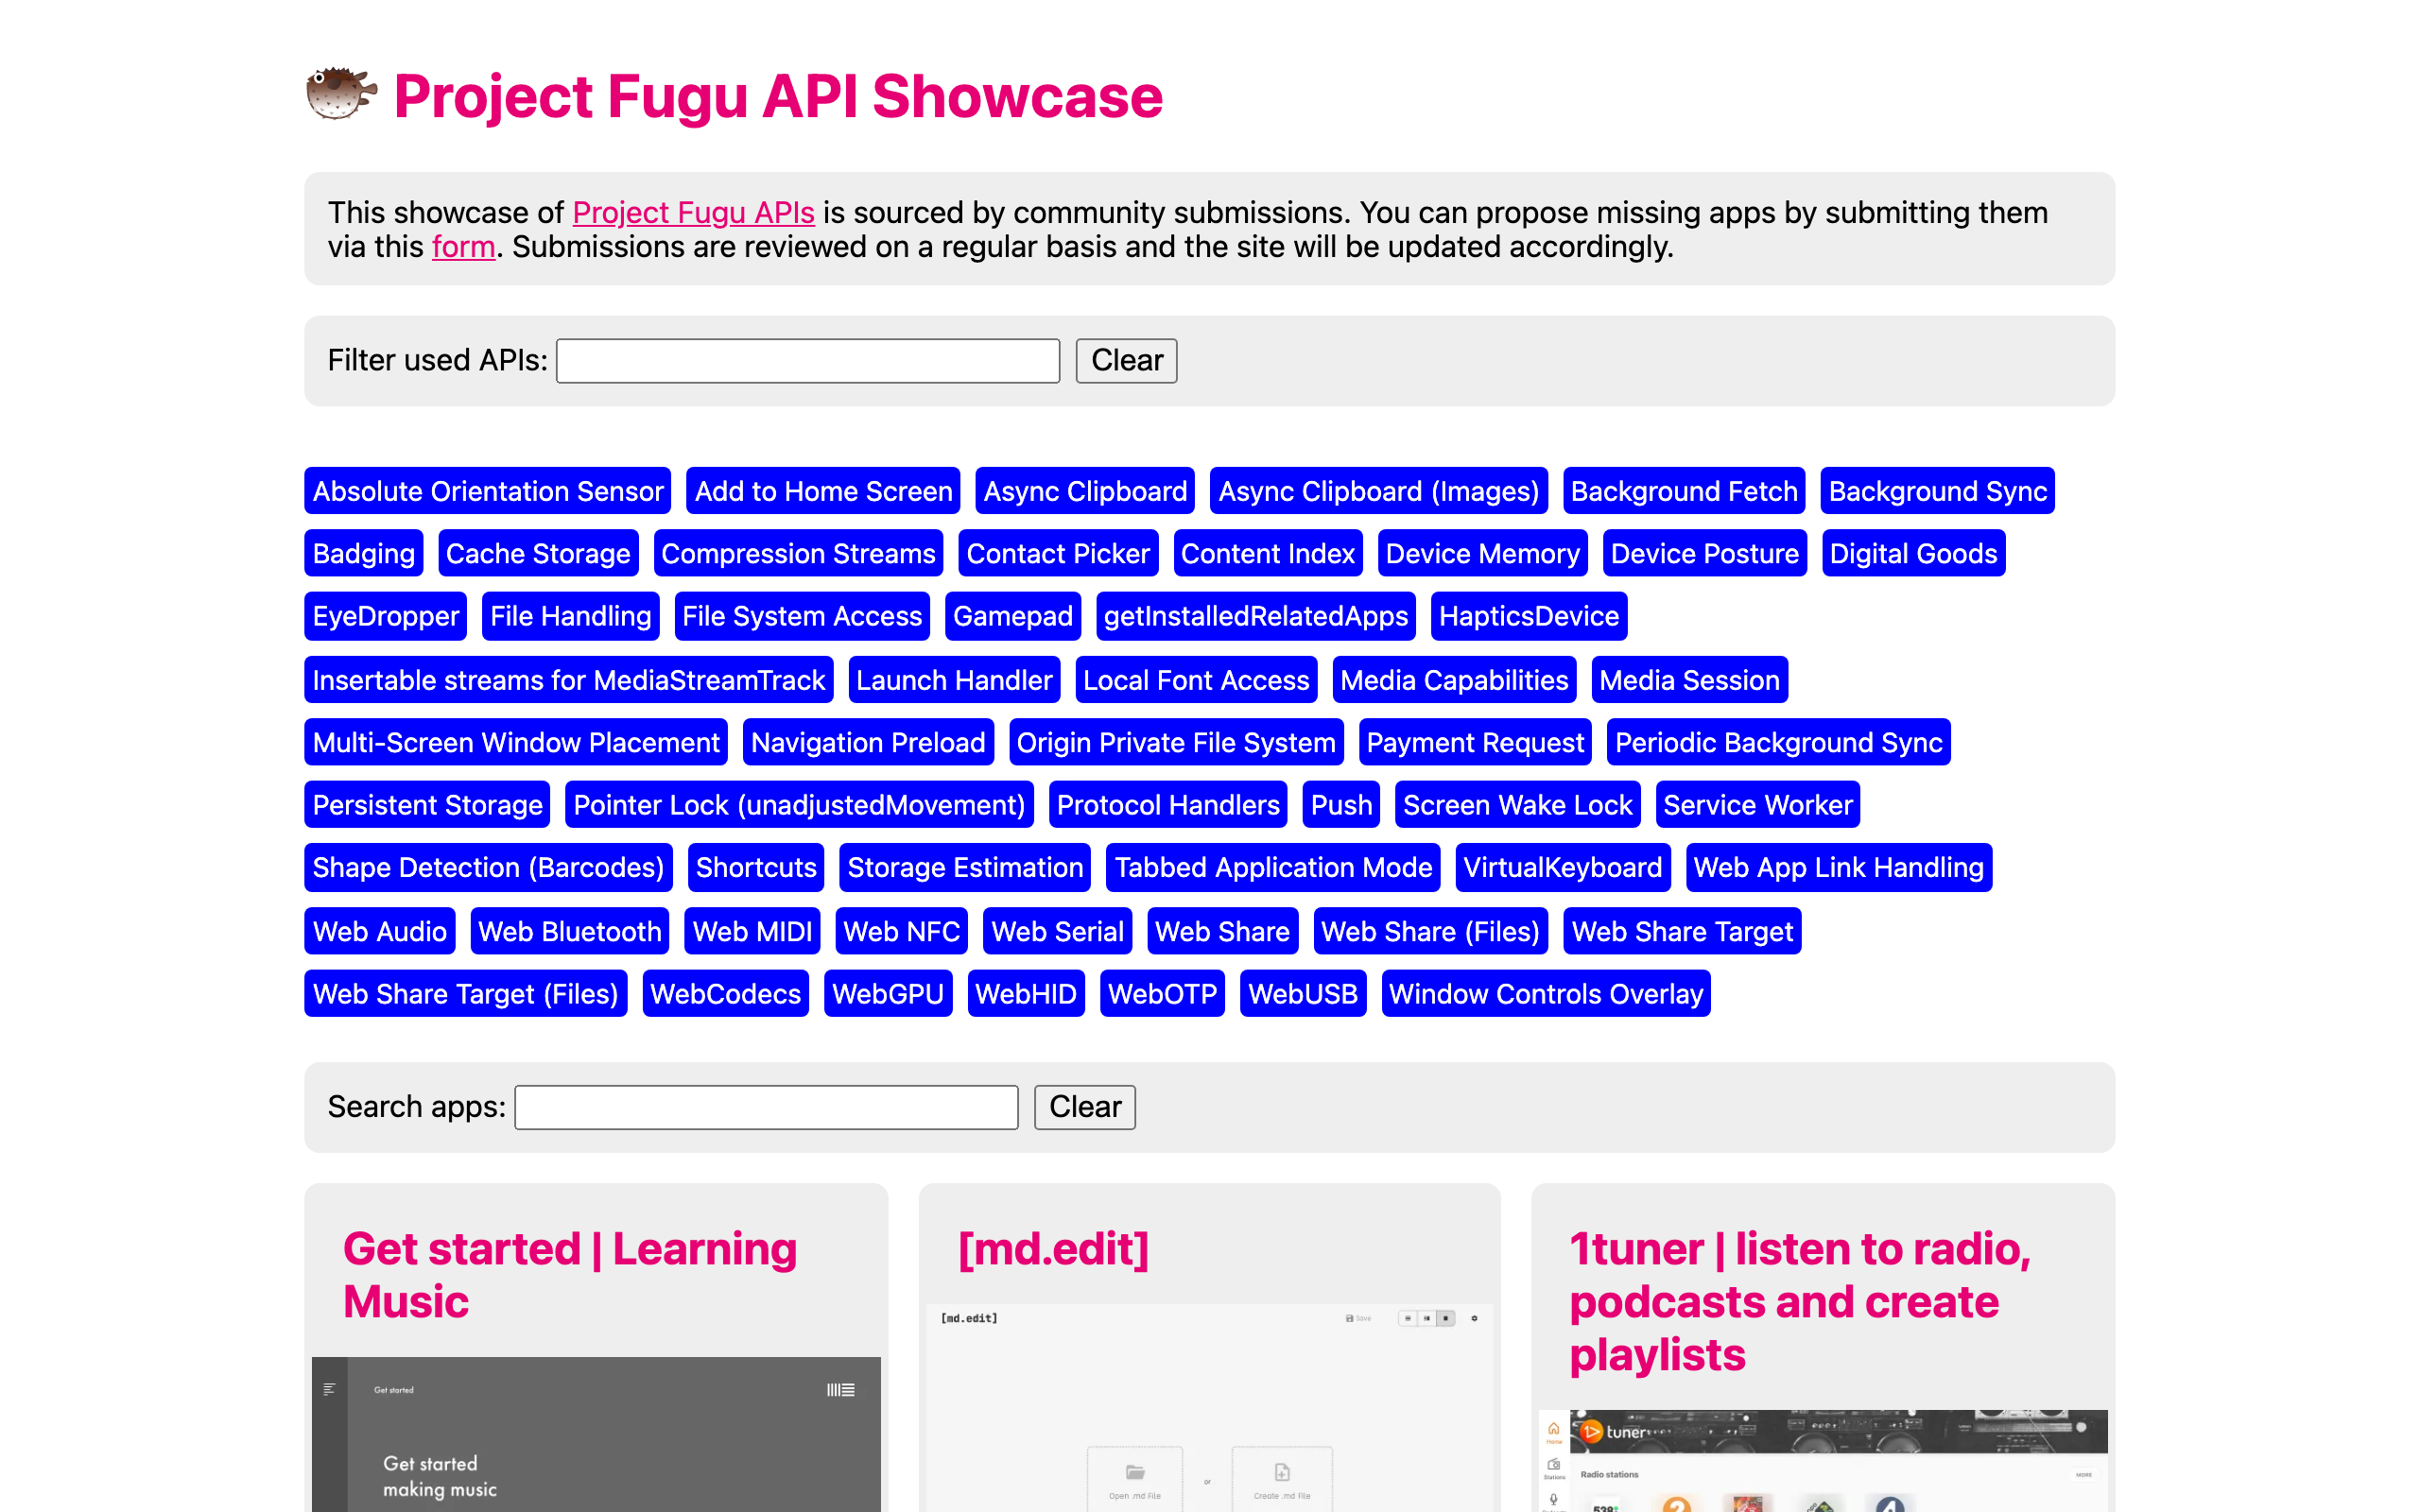 Project Fugu API Showcase
This showcase of Project Fugu APIs is sourced by community submissions. You can propose missing apps by submitting them
via this form. Submissions are reviewed on a regular basis and the site will be updated accordingly.
Filter used APIs: Clear
Absolute Orientation Sensor Add to Home Screen Async Clipboard Async Clipboard (Images) Background Fetch Background Sync
Badging Cache Storage Compression Streams Contact Picker Content Index Device Memory Device Posture Digital Goods
EyeDropper File Handling File System Access Gamepad getInstalledRelatedApps HapticsDevice
Insertable streams for MediaStreamTrack Launch Handler Local Font Access Media Capabilities Media Session
Multi-Screen Window Placement Navigation Preload Origin Private File System Payment Request Periodic Background Sync
Persistent Storage Pointer Lock (unadjustedMovement) Protocol Handlers Push Screen Wake Lock Service Worker
Shape Detection (Barcodes) Shortcuts Storage Estimation Tabbed Application Mode VirtualKeyboard Web App Link Handling
Web Audio Web Bluetooth Web MIDI Web NFC Web Serial Web Share Web Share (Files) Web Share Target
Web Share Target (Files) WebCodecs WebGPU WebHID WebOTP WebUSB Window Controls Overlay
Search apps: Clear
Get started | Learning
Music
Get started
Get started
making music
[md.edit]
[md.edit] Save
Open .md File or Create .md File
1tuner | listen to radio,
podcasts and create
playlists
tuner
Home
Stations
Radio stations MORE
538